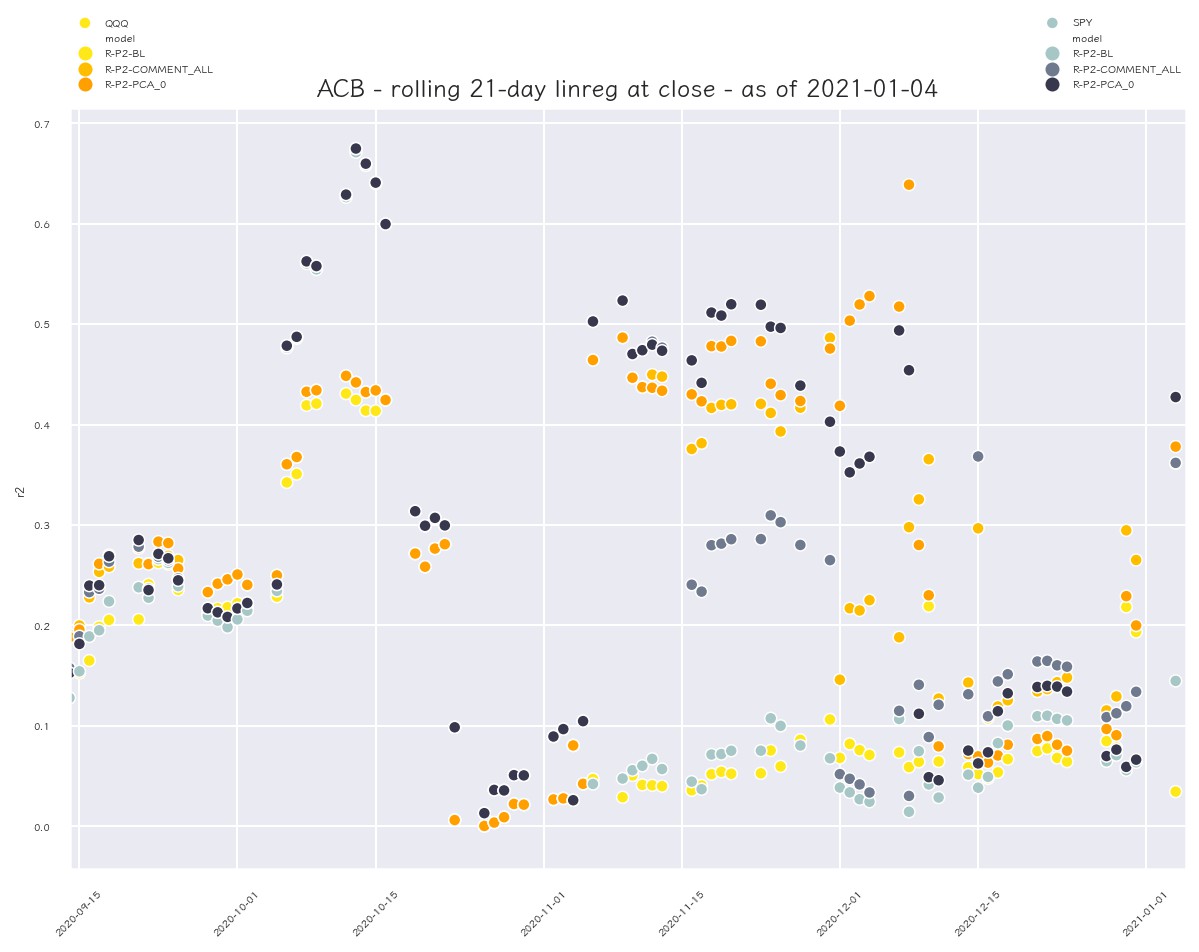 QQQ
model
R-P2-BL
R-P2-COMMENT_ALL
R-P2-PCA_0
SPY
model
R-P2-BL
R-P2-COMMENT_ALL
R-P2-PCA_0
ACB - rolling 21-day linreg at close - as of 2021-01-04
0.7
0.6
0.5
0.4
0.3
0.2
0.1
0.0
r2
2020-09-15
2020-10-01
2020-10-15
2020-11-01
2020-11-15
2020-12-01
2020-12-15
2021-01-01